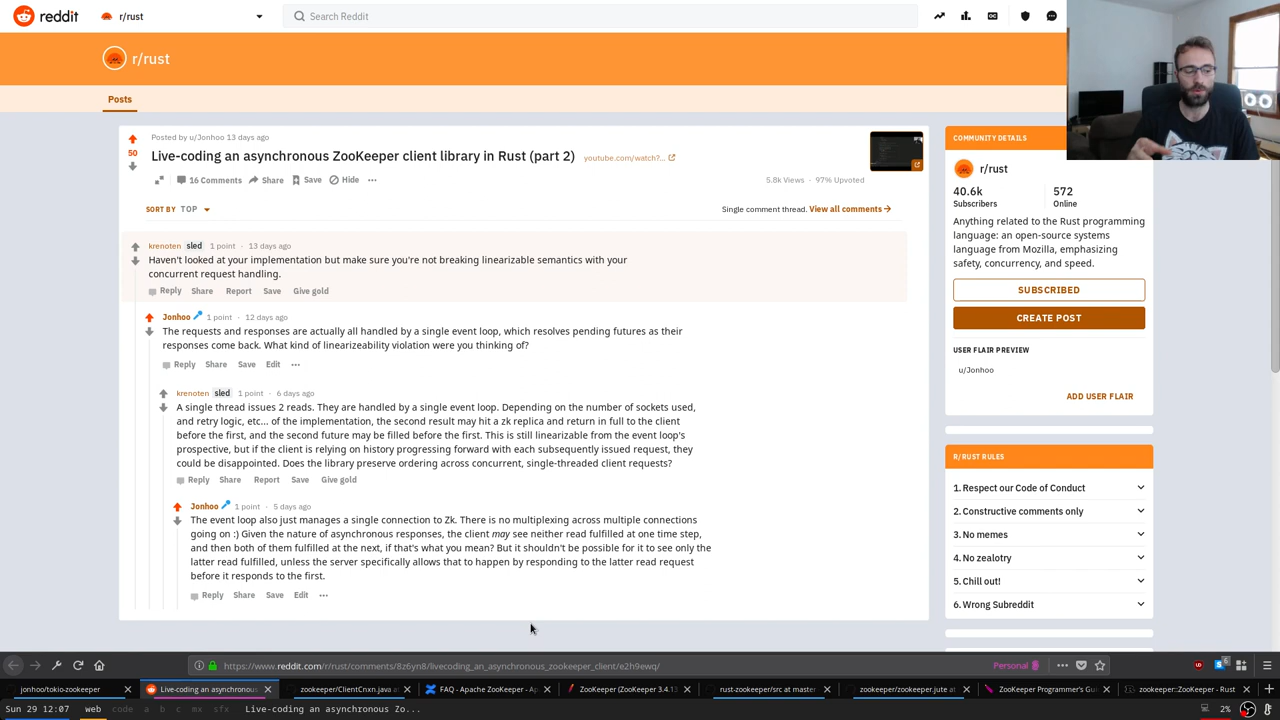 reddit
r/rust
Search Reddit
r/rust
Posts
Posted by u/Jonhoo 13 days ago
50
Live-coding an asynchronous ZooKeeper client library in Rust (part 2)
youtube.com/watch?...
16 Comments
Share
Save
Hide
5.8k Views · 97% Upvoted
SORT BY TOP
Single comment thread. View all comments
krenoten sled 1 point · 13 days ago
Haven't looked at your implementation but make sure you're not breaking linearizable semantics with your
concurrent request handling.
Reply Share Report Save Give gold
Jonhoo 1 point · 12 days ago
The requests and responses are actually all handled by a single event loop, which resolves pending futures as their
responses come back. What kind of linearizeability violation were you thinking of?
Reply Share Save Edit
krenoten sled 1 point · 6 days ago
A single thread issues 2 reads. They are handled by a single event loop. Depending on the number of sockets used,
and retry logic, etc... of the implementation, the second result may hit a zk replica and return in full to the client
before the first, and the second future may be filled before the first. This is still linearizable from the event loop's
prospective, but if the client is relying on history progressing forward with each subsequently issued request, they
could be disappointed. Does the library preserve ordering across concurrent, single-threaded client requests?
Reply Share Report Save Give gold
Jonhoo 1 point · 5 days ago
The event loop also just manages a single connection to Zk. There is no multiplexing across multiple connections
going on :) Given the nature of asynchronous responses, the client may see neither read fulfilled at one time step,
and then both of them fulfilled at the next, if that's what you mean? But it shouldn't be possible for it to see only the
latter read fulfilled, unless the server specifically allows that to happen by responding to the latter read request
before it responds to the first.
Reply Share Save Edit
COMMUNITY DETAILS
r/rust
40.6k 572
Subscribers Online
Anything related to the Rust programming
language: an open-source systems
language from Mozilla, emphasizing
safety, concurrency, and speed.
SUBSCRIBED
CREATE POST
USER FLAIR PREVIEW
u/Jonhoo
ADD USER FLAIR
R/RUST RULES
1. Respect our Code of Conduct
2. Constructive comments only
3. No memes
4. No zealotry
5. Chill out!
6. Wrong Subreddit
https://www.reddit.com/r/rust/comments/8z6yn8/livecoding_an_asynchronous_zookeeper_client/e2h9ewq/
Personal
jonhoo/tokio-zookeeper
Live-coding an asynchronous
zookeeper/ClientCnxn.java at
FAQ - Apache ZooKeeper - Ap
ZooKeeper (ZooKeeper 3.4.13
rust-zookeeper/src at master
zookeeper/zookeeper.jute at
ZooKeeper Programmer's Gu
zookeeper::ZooKeeper - Rust
Sun 29 12:07 web code a b c mx sfx Live-coding an asynchronous Zo... 2%